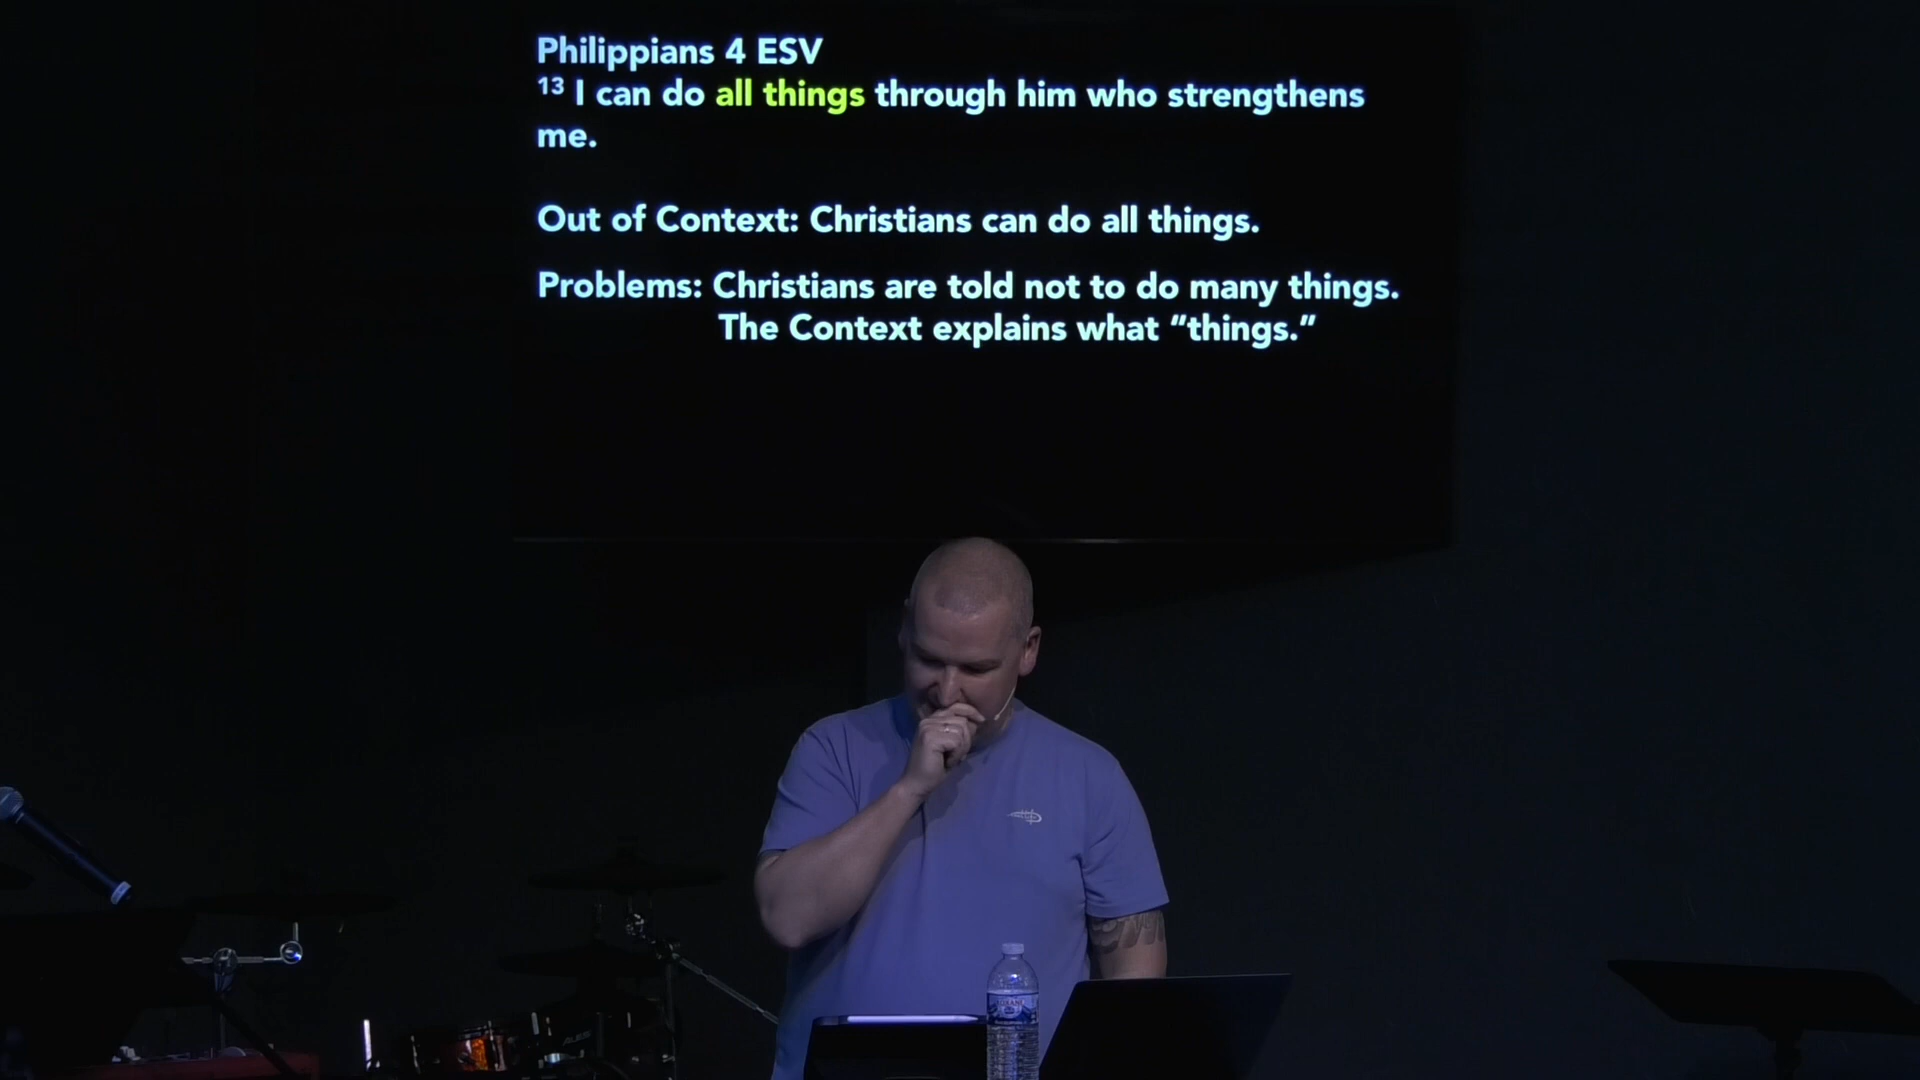 Philippians 4 ESV
13 I can do all things through him who strengthens
me.
Out of Context: Christians can do all things.
Problems: Christians are told not to do many things.
The Context explains what “things.”
ALESIS